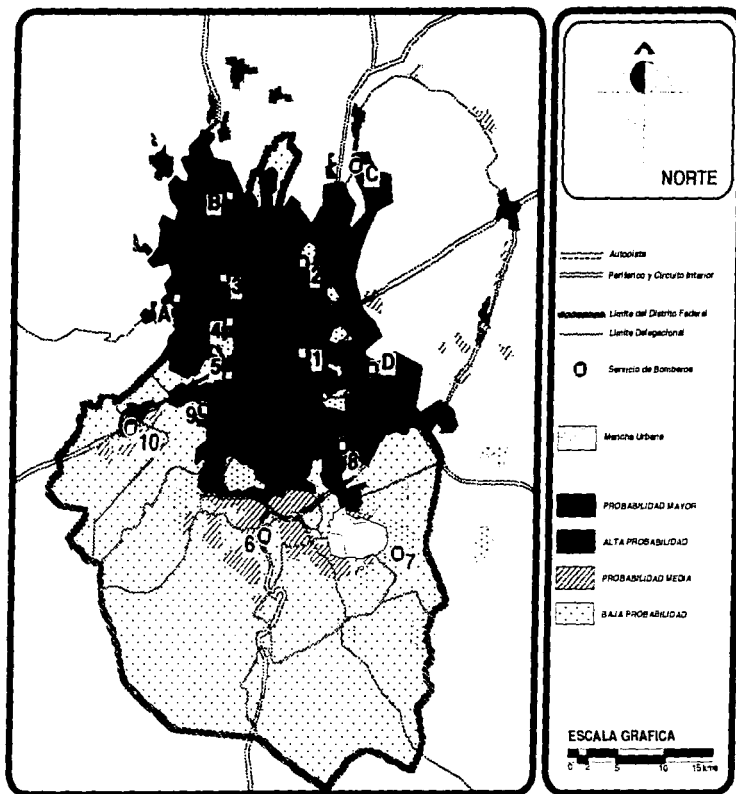 B
C
2
3
A
4
1
5
D
9
10
8
6
7
NORTE
Autopista
Periferico y Circuito Interior
Limite del Distrito Federal
Limite Delegacional
Servicio de Bomberos
Mancha Urbana
PROBABILIDAD MAYOR
ALTA PROBABILIDAD
PROBABILIDAD MEDIA
BAJA PROBABILIDAD
ESCALA GRAFICA
0 2 5 10 15 kms